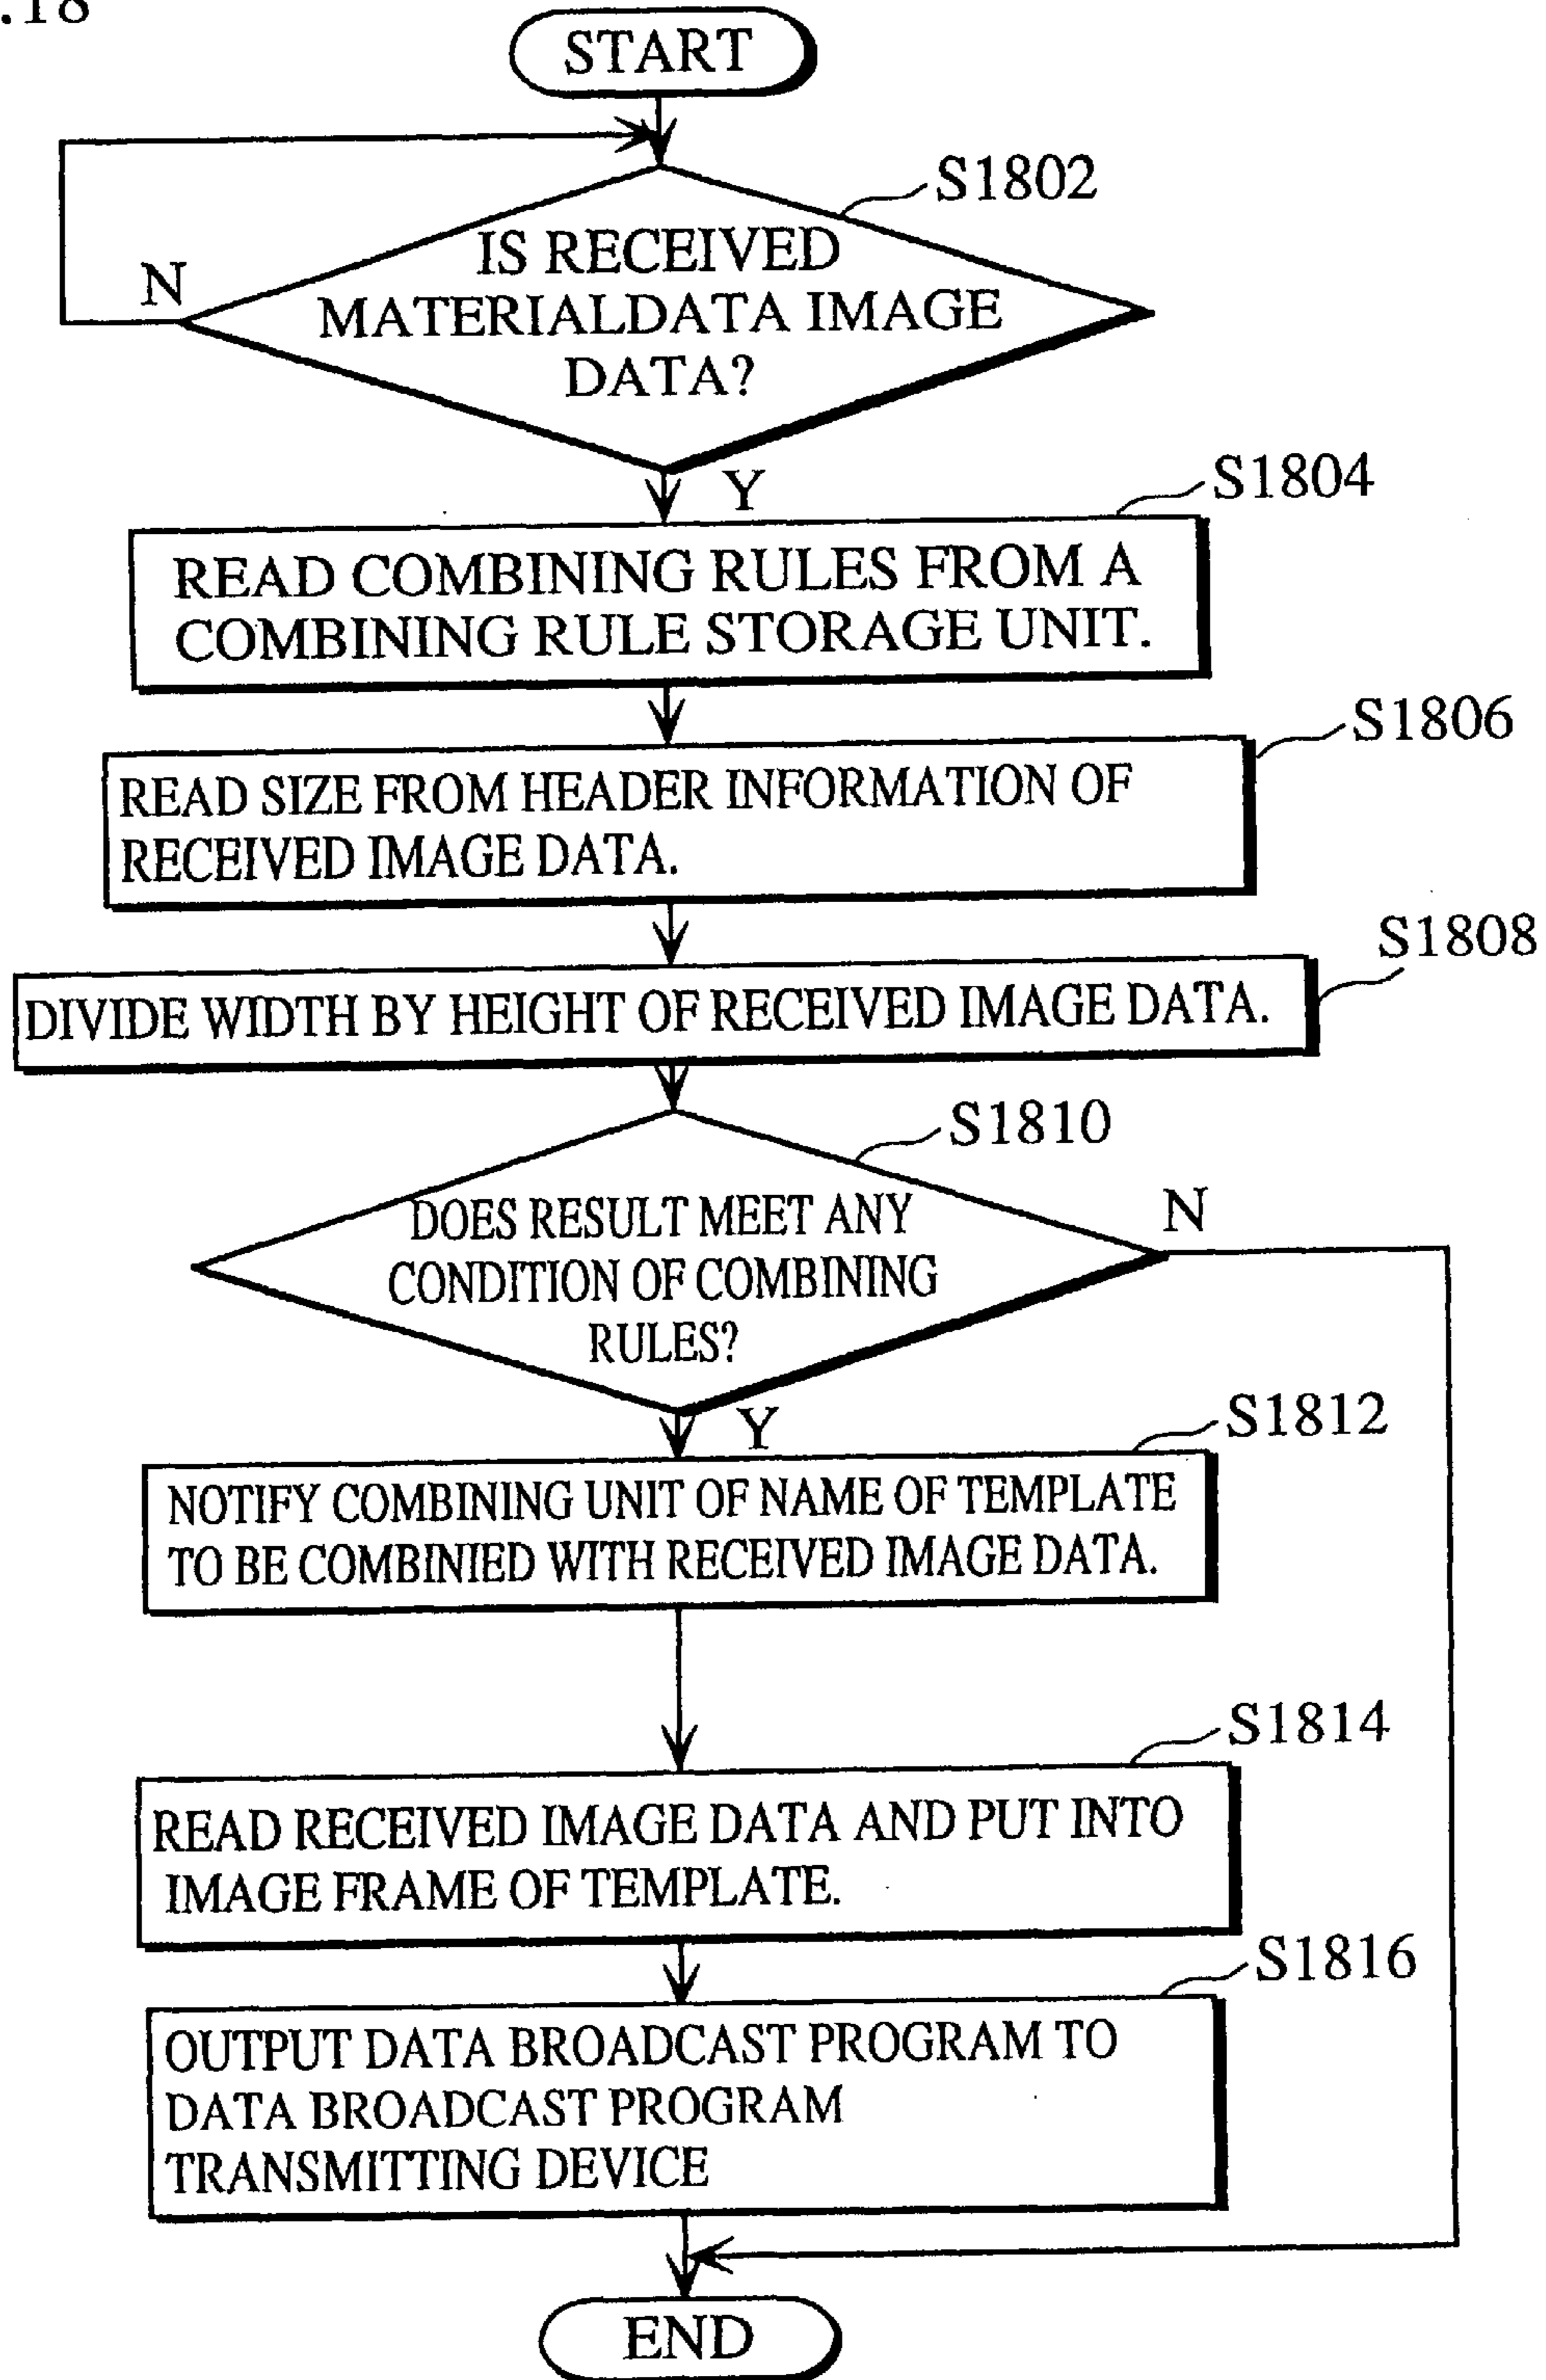 .18
START
S1802
IS RECEIVED
MATERIALDATA IMAGE
DATA?
N
Y
S1804
READ COMBINING RULES FROM A
COMBINING RULE STORAGE UNIT.
S1806
READ SIZE FROM HEADER INFORMATION OF
RECEIVED IMAGE DATA.
S1808
DIVIDE WIDTH BY HEIGHT OF RECEIVED IMAGE DATA.
S1810
DOES RESULT MEET ANY
CONDITION OF COMBINING
RULES?
N
Y
S1812
NOTIFY COMBINING UNIT OF NAME OF TEMPLATE
TO BE COMBINIED WITH RECEIVED IMAGE DATA.
S1814
READ RECEIVED IMAGE DATA AND PUT INTO
IMAGE FRAME OF TEMPLATE.
S1816
OUTPUT DATA BROADCAST PROGRAM TO
DATA BROADCAST PROGRAM
TRANSMITTING DEVICE
END